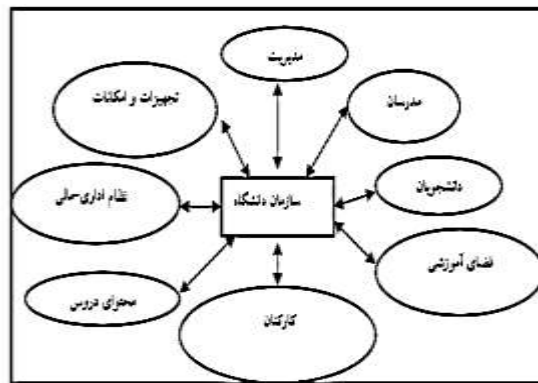 مدیریت
مدرسان
تجهیزات و امکانات
دانشجویان
سازمان دانشگاه
نظام اداری-مالی
فضای آموزشی
محتوای دروس
کارکنان